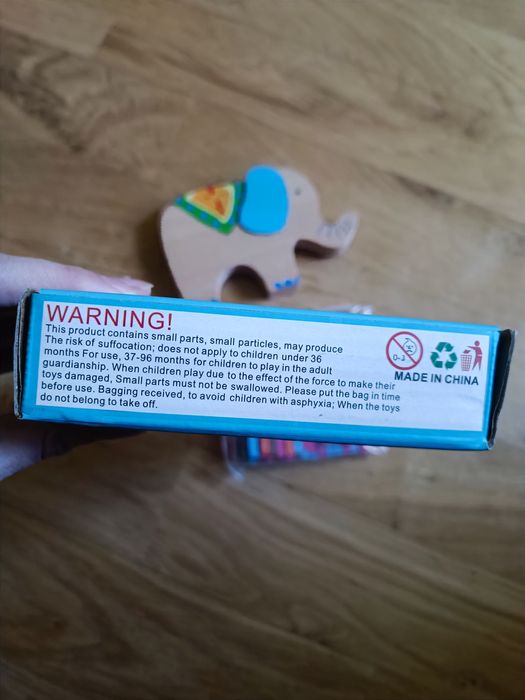 WARNING!
This product contains small parts, small particles, may produce
The risk of suffocation; does not apply to children under 36
months For use, 37-96 months for children to play in the adult
guardianship. When children play due to the effect of the force to make their
toys damaged, Small parts must not be swallowed. Please put the bag in time
before use. Bagging received, to avoid children with asphyxia; When the toys
do not belong to take off.
0-3
MADE IN CHINA